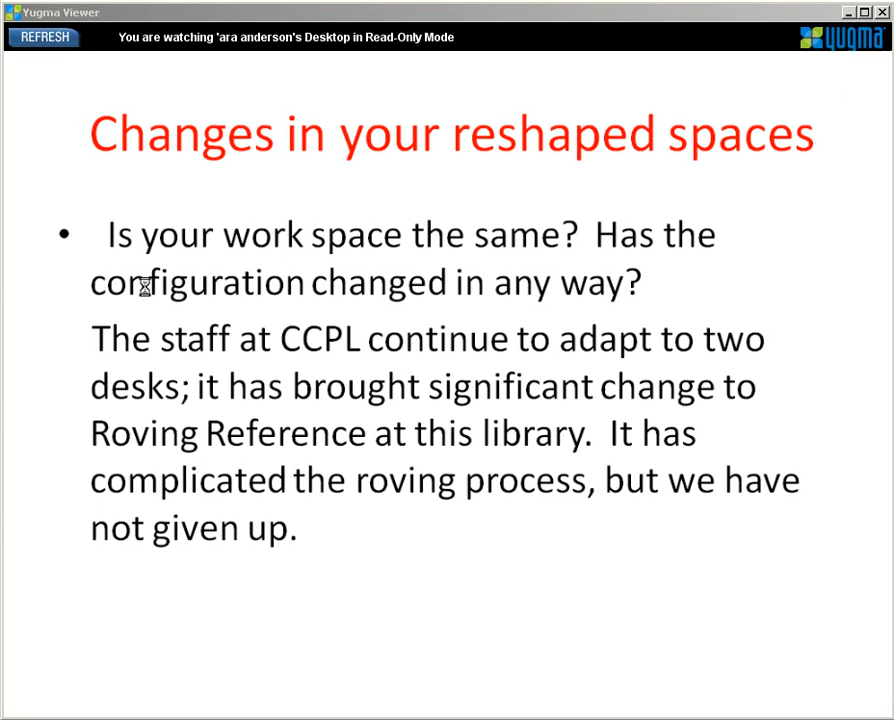 Yugma Viewer
REFRESH
You are watching 'ara anderson's Desktop in Read-Only Mode
yugma
Changes in your reshaped spaces
• Is your work space the same? Has the
configuration changed in any way?
The staff at CCPL continue to adapt to two
desks; it has brought significant change to
Roving Reference at this library. It has
complicated the roving process, but we have
not given up.